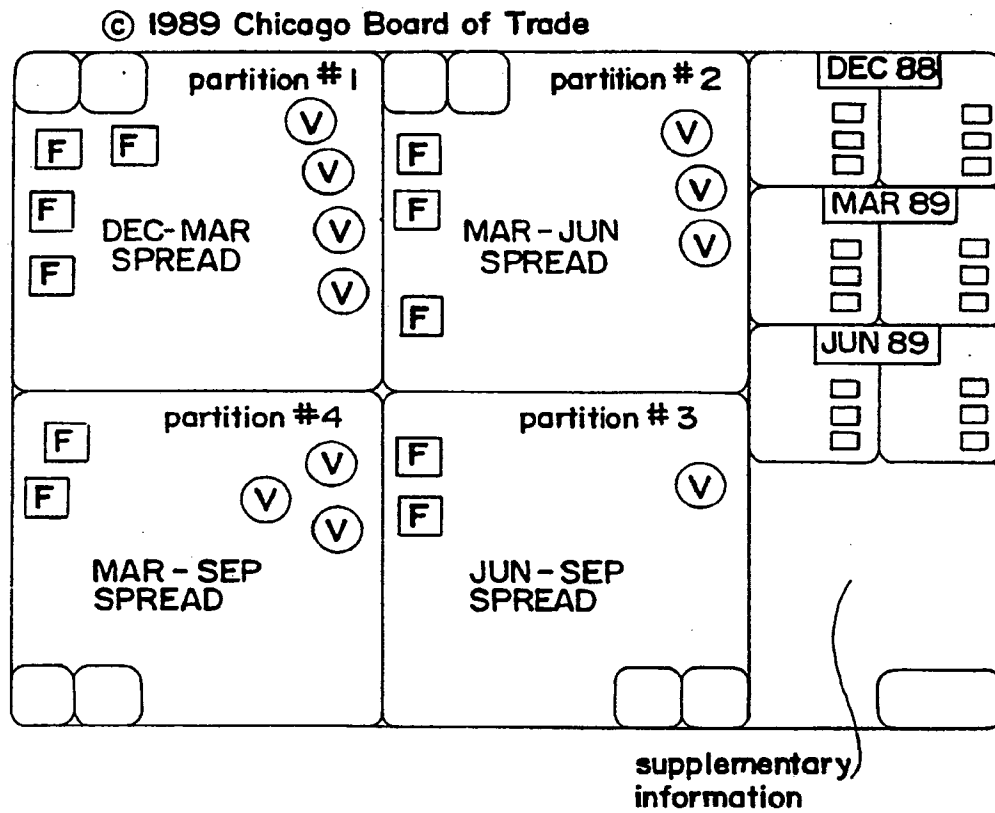 © 1989 Chicago Board of Trade
partition # 1
V
F
F
V
F
V
DEC-MAR
SPREAD
F
V
partition # 2
V
F
V
F
V
MAR - JUN
SPREAD
F
DEC 88
MAR 89
JUN 89
partition #4
F
V
F
V
V
MAR - SEP
SPREAD
partition # 3
F
V
F
JUN - SEP
SPREAD
supplementary
information